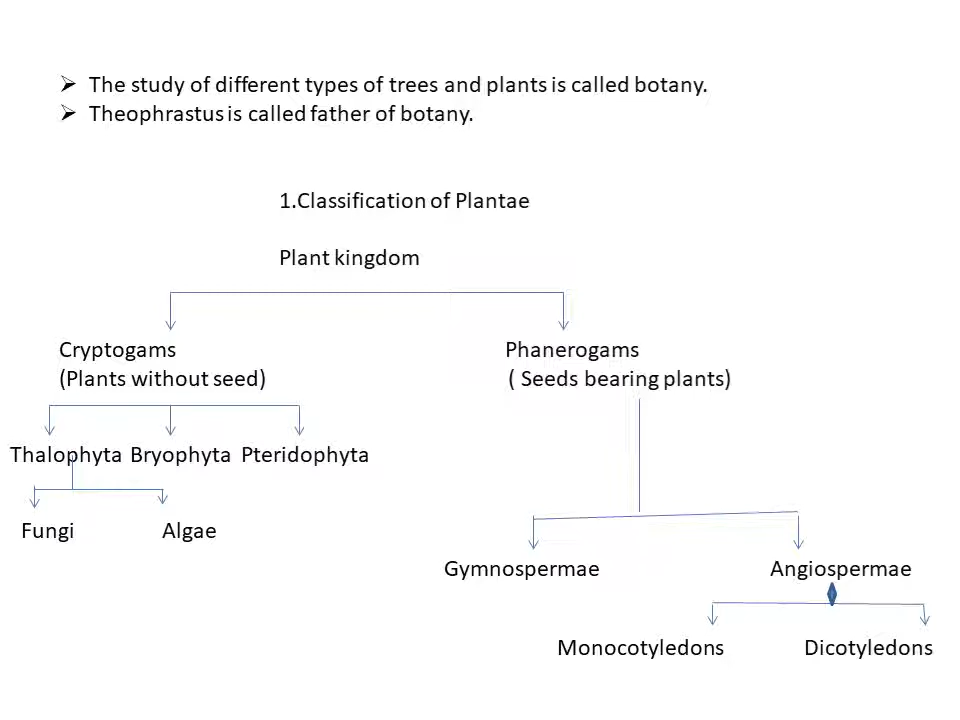 ➢ The study of different types of trees and plants is called botany.
➢ Theophrastus is called father of botany.
1.Classification of Plantae
Plant kingdom
Cryptogams
(Plants without seed)
Phanerogams
( Seeds bearing plants)
Thalophyta Bryophyta Pteridophyta
Fungi Algae
Gymnospermae Angiospermae
Monocotyledons Dicotyledons